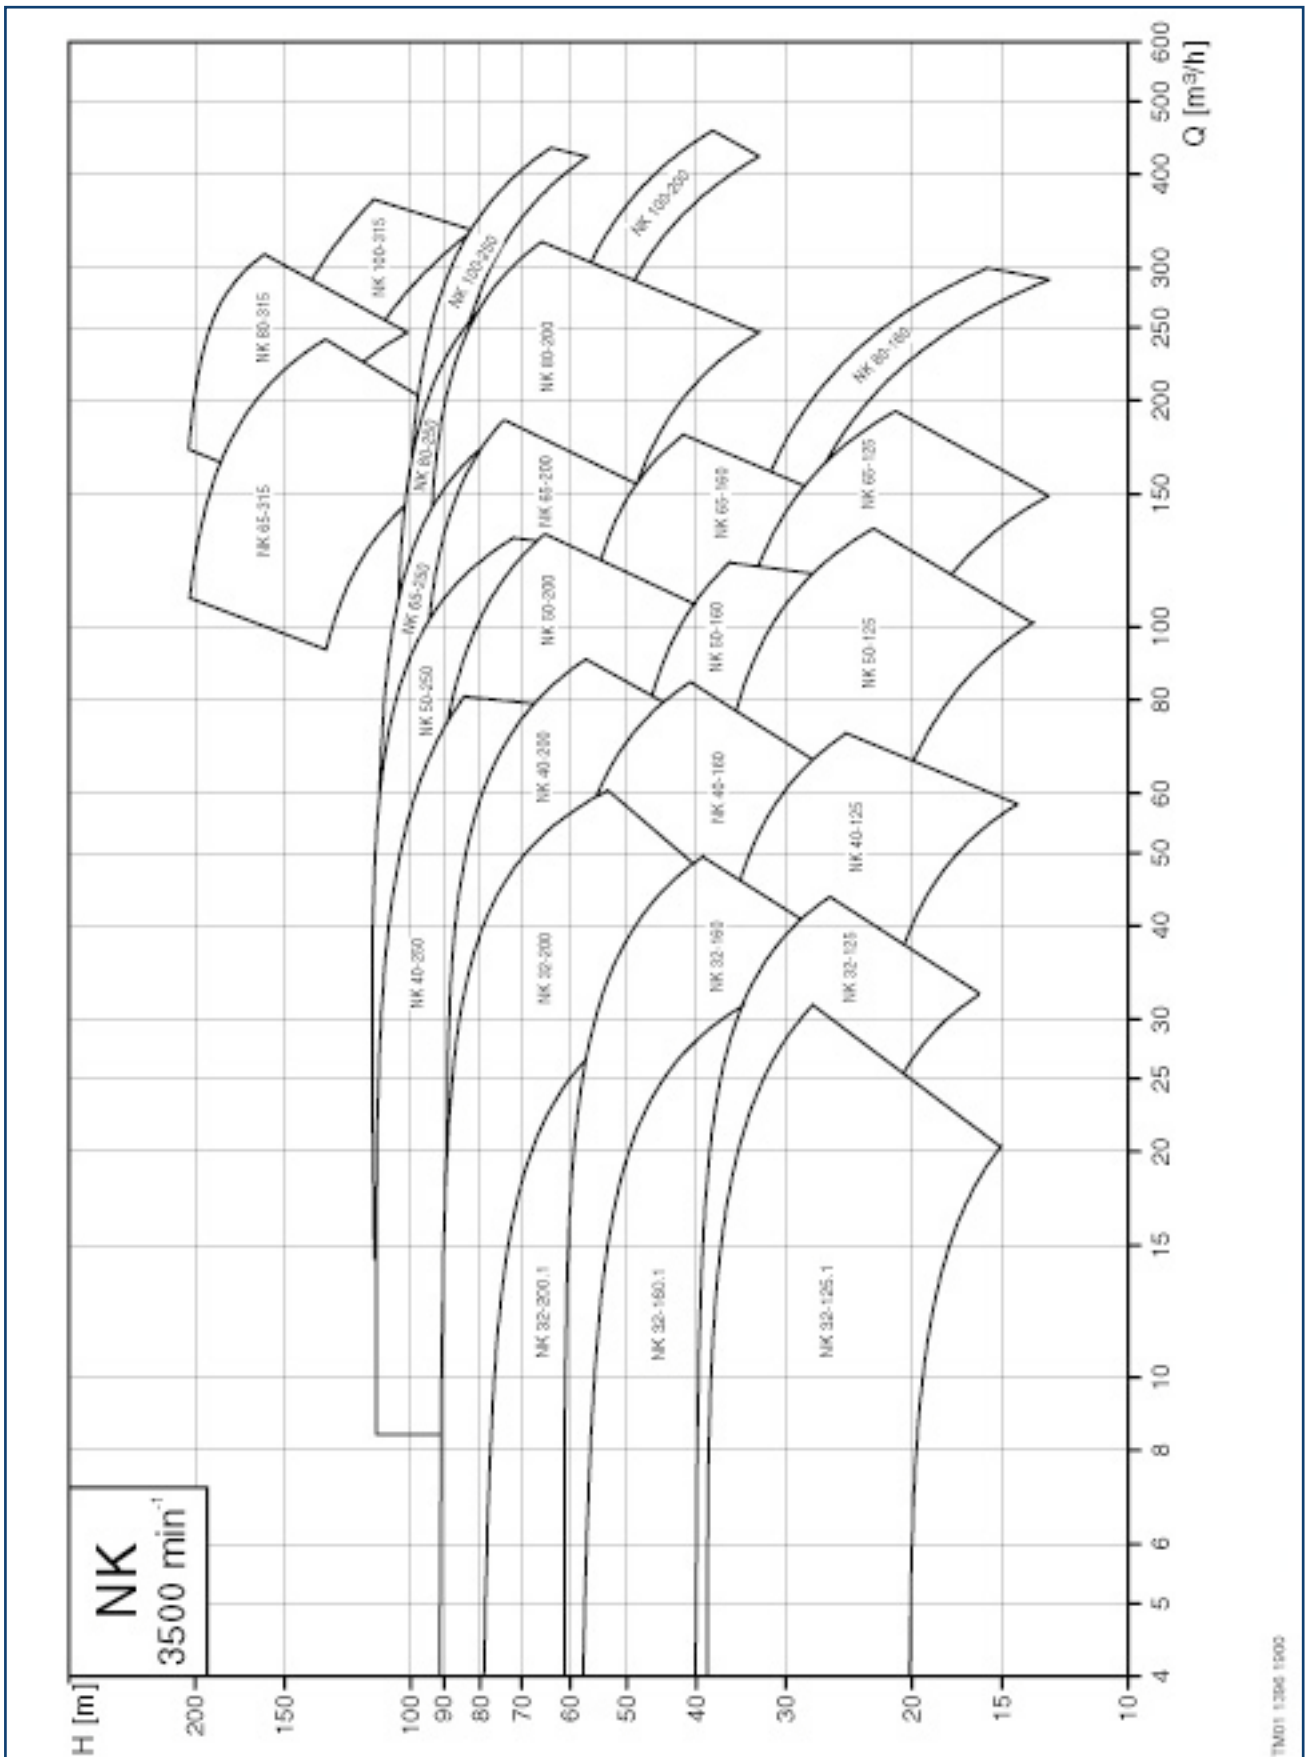 NK
3500 min⁻¹
H [m]
200
150
100
90
80
70
60
50
40
30
20
15
10
NK 80-315
NK 100-315
NK 65-315
NK 100-250
NK 100-200
NK 80-250
NK 80-200
NK 80-160
NK 65-250
NK 65-200
NK 65-160
NK 65-125
NK 50-250
NK 50-200
NK 50-160
NK 50-125
NK 40-250
NK 40-200
NK 40-160
NK 40-125
NK 32-200
NK 32-160
NK 32-125
NK 32-200.1
NK 32-160.1
NK 32-125.1
4
5
6
8
10
15
20
25
30
40
50
60
80
100
150
200
250
300
400
500
600
Q [m³/h]
TM01 1396 1900